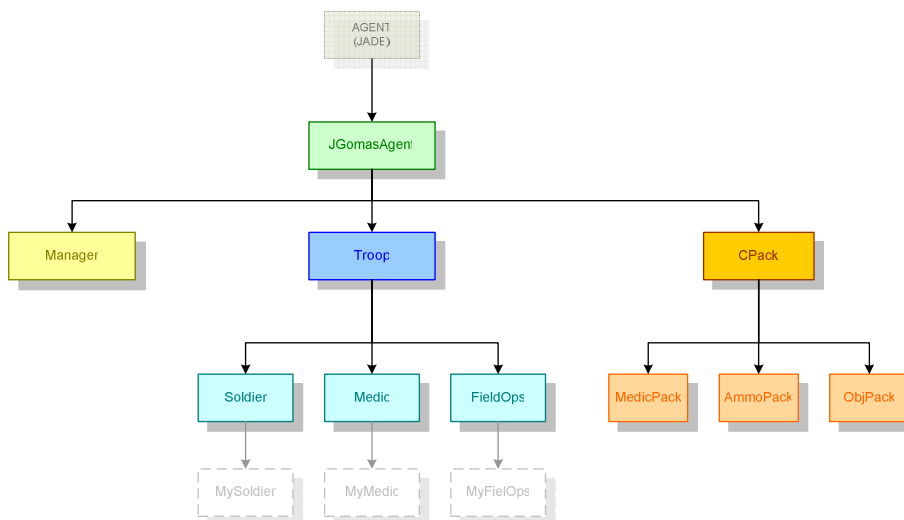 AGENT
(JADE)
JGomasAgent
Manager
Troop
CPack
Soldier
Medic
FieldOps
MedicPack
AmmoPack
ObjPack
MySoldier
MyMedic
MyFielOps